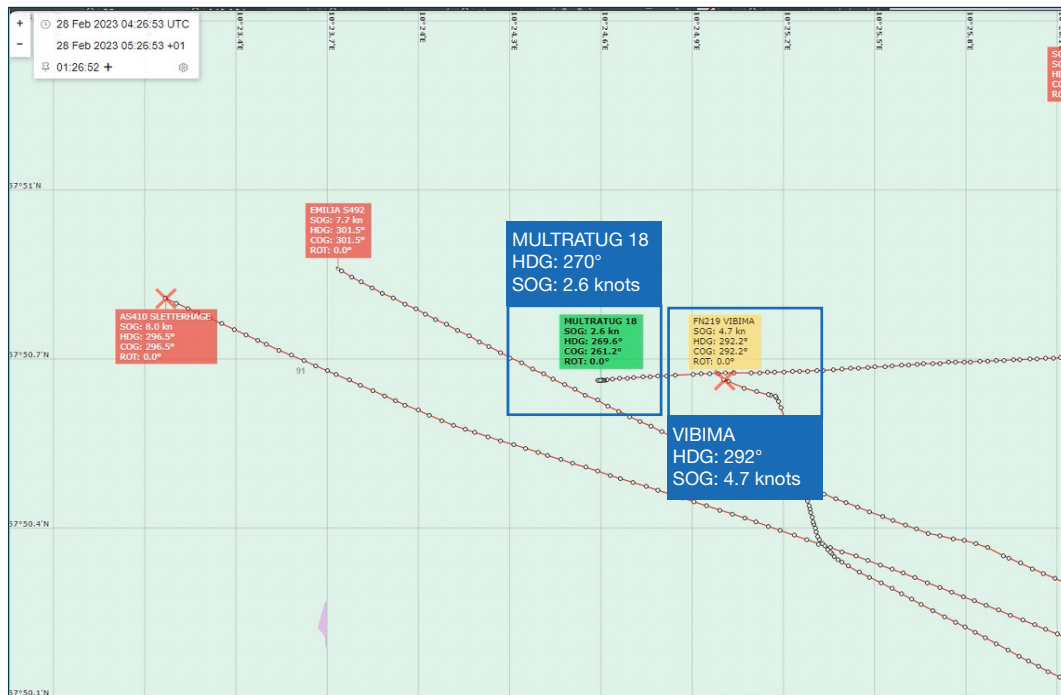 +
−
28 Feb 2023 04:26:53 UTC
28 Feb 2023 05:26:53 +01
01:26:52 +
10°23.4'E
10°23.7'E
10°24'E
10°24.3'E
10°24.6'E
10°24.9'E
10°25.2'E
10°25.5'E
10°25.8'E
57°51'N
57°50.7'N
57°50.4'N
57°50.1'N
EMILIA S492
SOG: 7.7 kn
HDG: 301.5°
COG: 301.5°
ROT: 0.0°
MULTRATUG 18
HDG: 270°
SOG: 2.6 knots
AS410 SLETTERHAGE
SOG: 8.0 kn
HDG: 296.5°
COG: 296.5°
ROT: 0.0°
91
MULTRATUG 18
SOG: 2.6 kn
HDG: 269.6°
COG: 261.2°
ROT: 0.0°
FN219 VIBIMA
SOG: 4.7 kn
HDG: 292.2°
COG: 292.2°
ROT: 0.0°
VIBIMA
HDG: 292°
SOG: 4.7 knots